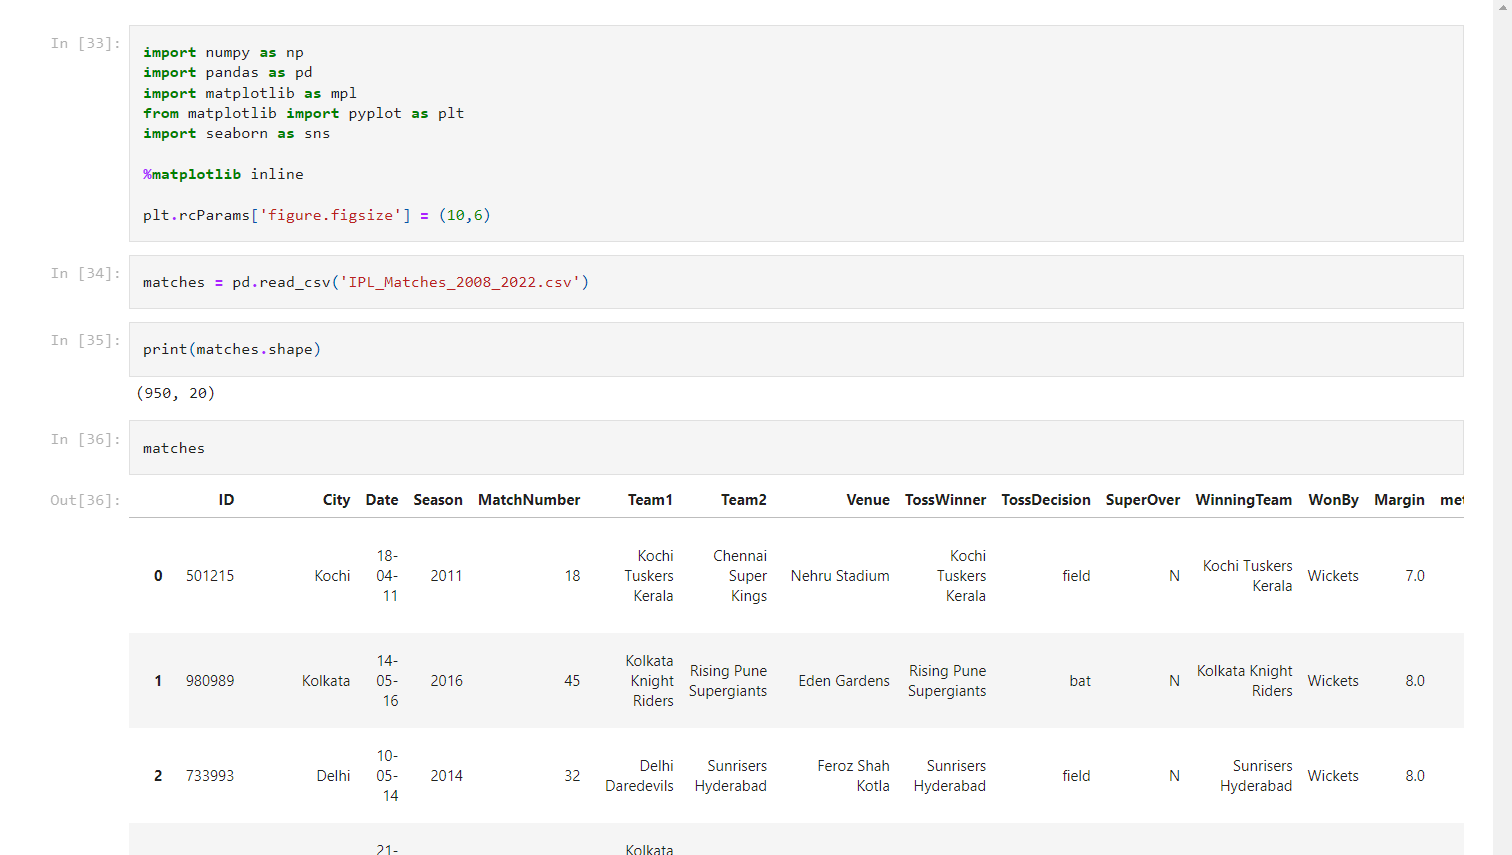 In [33]:
import numpy as np
import pandas as pd
import matplotlib as mpl
from matplotlib import pyplot as plt
import seaborn as sns
%matplotlib inline
plt.rcParams['figure.figsize'] = (10,6)
In [34]:
matches = pd.read_csv('IPL_Matches_2008_2022.csv')
In [35]:
print(matches.shape)
(950, 20)
In [36]:
matches
Out[36]:
ID City Date Season MatchNumber Team1 Team2 Venue TossWinner TossDecision SuperOver WinningTeam WonBy Margin met
0 501215 Kochi 18-04-11 2011 18 Kochi Tuskers Kerala Chennai Super Kings Nehru Stadium Kochi Tuskers Kerala field N Kochi Tuskers Kerala Wickets 7.0
1 980989 Kolkata 14-05-16 2016 45 Kolkata Knight Riders Rising Pune Supergiants Eden Gardens Rising Pune Supergiants bat N Kolkata Knight Riders Wickets 8.0
2 733993 Delhi 10-05-14 2014 32 Delhi Daredevils Sunrisers Hyderabad Feroz Shah Kotla Sunrisers Hyderabad field N Sunrisers Hyderabad Wickets 8.0
21- Kolkata